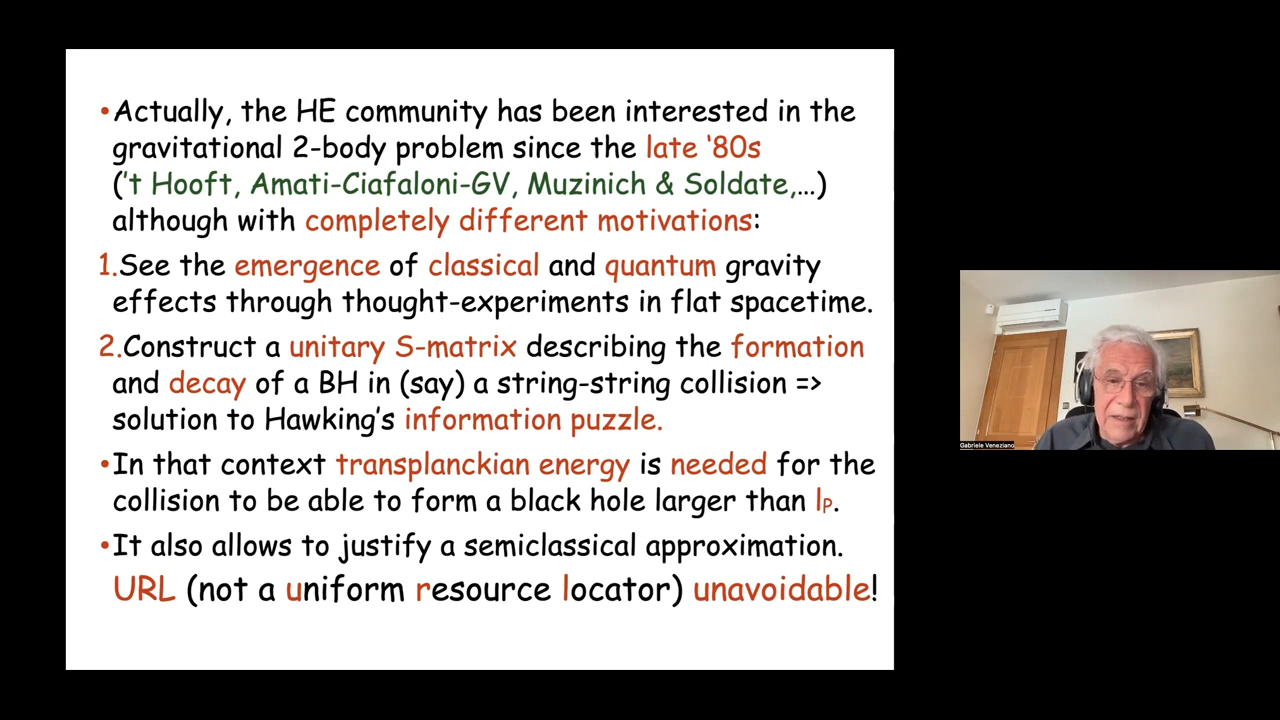 •Actually, the HE community has been interested in the
gravitational 2-body problem since the late ‘80s
(’t Hooft, Amati-Ciafaloni-GV, Muzinich & Soldate,…)
although with completely different motivations:
1.See the emergence of classical and quantum gravity
effects through thought-experiments in flat spacetime.
2.Construct a unitary S-matrix describing the formation
and decay of a BH in (say) a string-string collision =>
solution to Hawking’s information puzzle.
•In that context transplanckian energy is needed for the
collision to be able to form a black hole larger than lP.
•It also allows to justify a semiclassical approximation.
URL (not a uniform resource locator) unavoidable!
Gabriele Veneziano